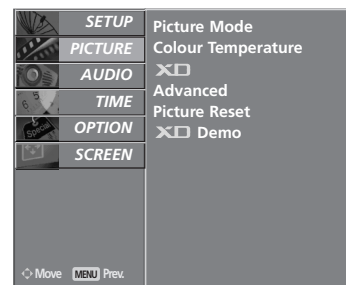 SETUP
PICTURE
AUDIO
TIME
OPTION
SCREEN
Move MENU Prev.
Picture Mode
Colour Temperature
XD
Advanced
Picture Reset
XD Demo